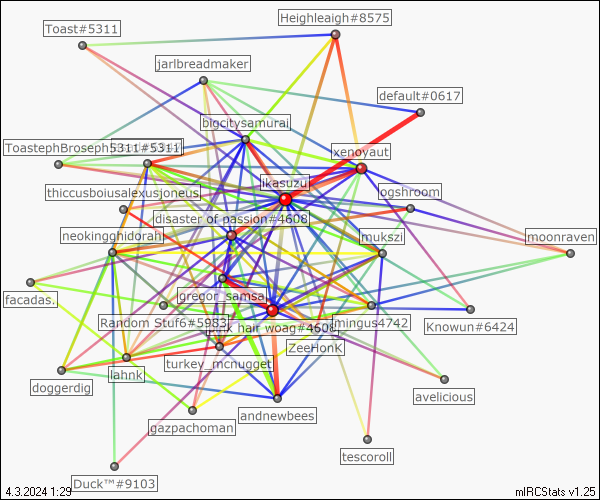 Heighleaigh#8575
Toast#5311
jarlbreadmaker
default#0617
bigcitysamurai
ToastephBroseph5311#5311
xenoyaut
ikasuzu
thiccusboiusalexusjoneus
logshroom
disaster of passion#4608
neokingghidorah
mukszi
moonraven
gregor_samsa
facadas.
Random Stuf6#5983
pink hair woag#4608
mingus4742
Knowun#6424
ZeeHonk
turkey_mcnugget
lahnk
doggerdig
avelicious
andnewbees
gazpachoman
tescoroll
Duck™#9103
4.3.2024 1:29
mIRCStats v1.25